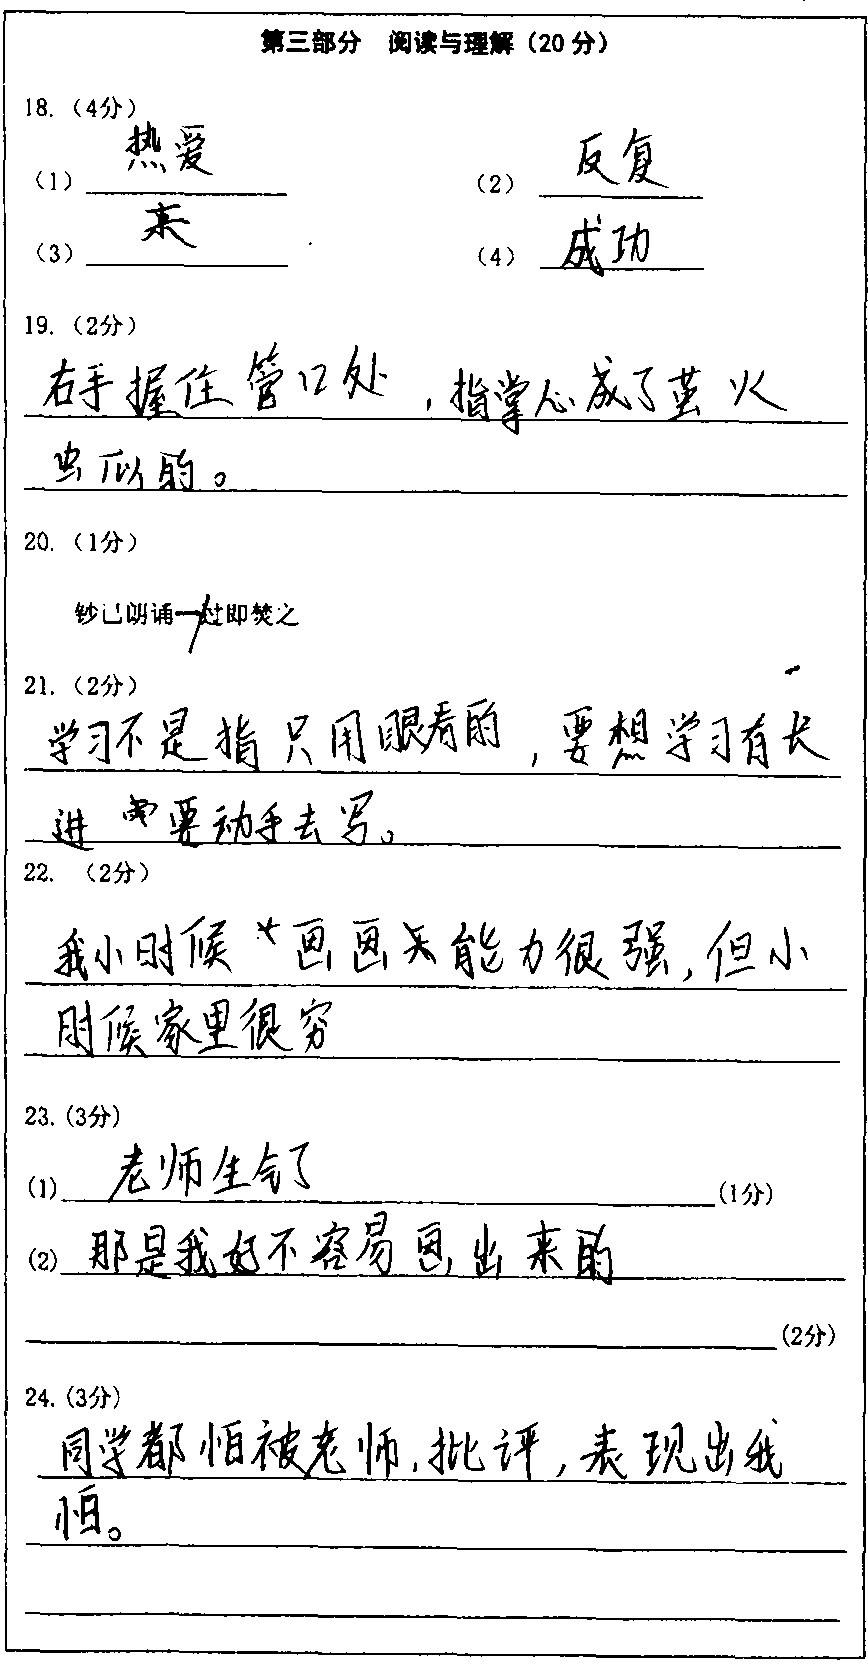 第三部分 阅读与理解（20分）
18.（4分）
（1） 热爱 （2） 反复
（3） 来 （4） 成功
19.（2分）
右手握住管口处，指掌心成了茧火
虫似的。
20.（1分）
钞已朗诵一/过即焚之
21.（2分）
学习不是指只用眼看的，要想学习有长
进需要动手去写。
22.（2分）
我小时候画画天能力很强，但小
时候家里很穷
23.(3分)
(1) 老师生气了 (1分)
(2) 那是我好不容易画出来的
(2分)
24.(3分)
同学都怕被老师，批评，表现出我
怕。